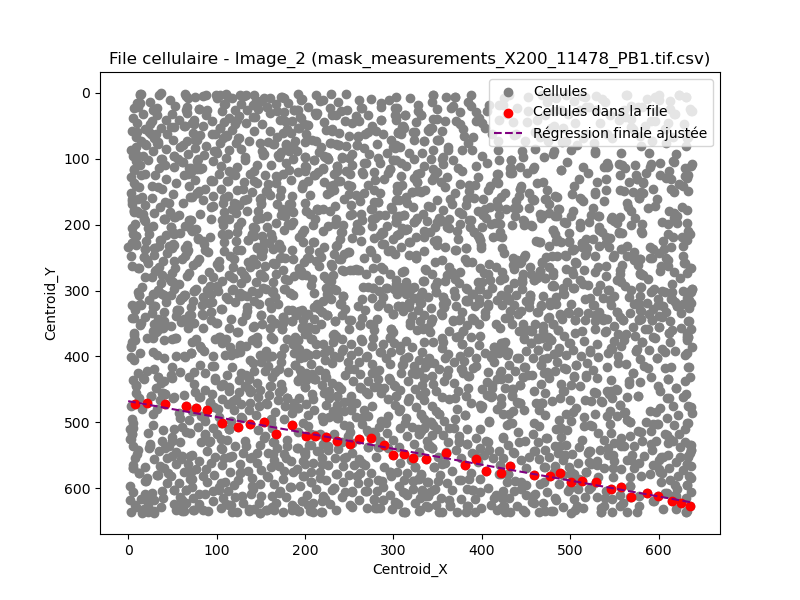 File cellulaire - Image_2 (mask_measurements_X200_11478_PB1.tif.csv)
Cellules
Cellules dans la file
Régression finale ajustée
0
100
200
300
400
500
600
Centroid_Y
0 100 200 300 400 500 600
Centroid_X